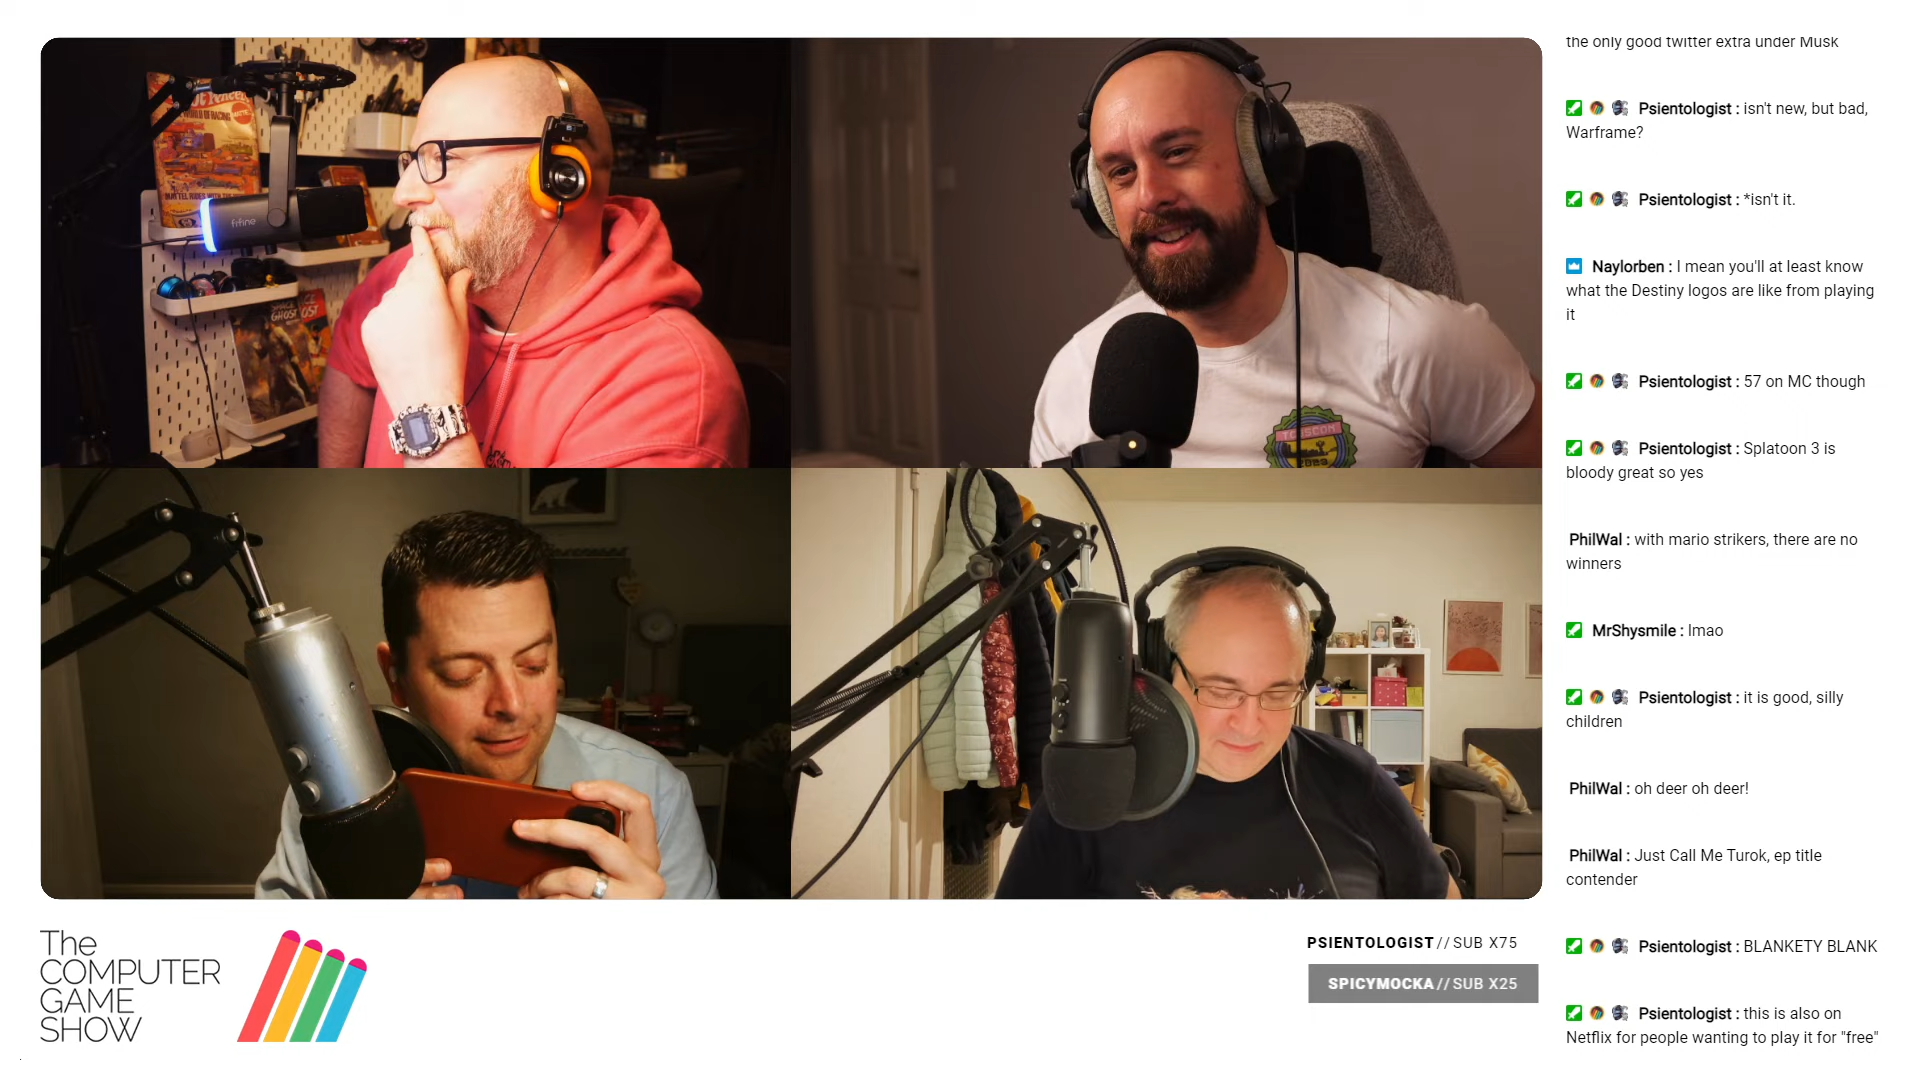 fifine
SPACE
GHOST
TCGSCON
2023
The
COMPUTER
GAME
SHOW
PSIENTOLOGIST // SUB X75
SPICYMOCKA // SUB X25
the only good twitter extra under Musk
Psientologist : isn't new, but bad,
Warframe?
Psientologist : *isn't it.
Naylorben : I mean you'll at least know
what the Destiny logos are like from playing
it
Psientologist : 57 on MC though
Psientologist : Splatoon 3 is
bloody great so yes
PhilWal : with mario strikers, there are no
winners
MrShysmile : lmao
Psientologist : it is good, silly
children
PhilWal : oh deer oh deer!
PhilWal : Just Call Me Turok, ep title
contender
Psientologist : BLANKETY BLANK
Psientologist : this is also on
Netflix for people wanting to play it for "free"